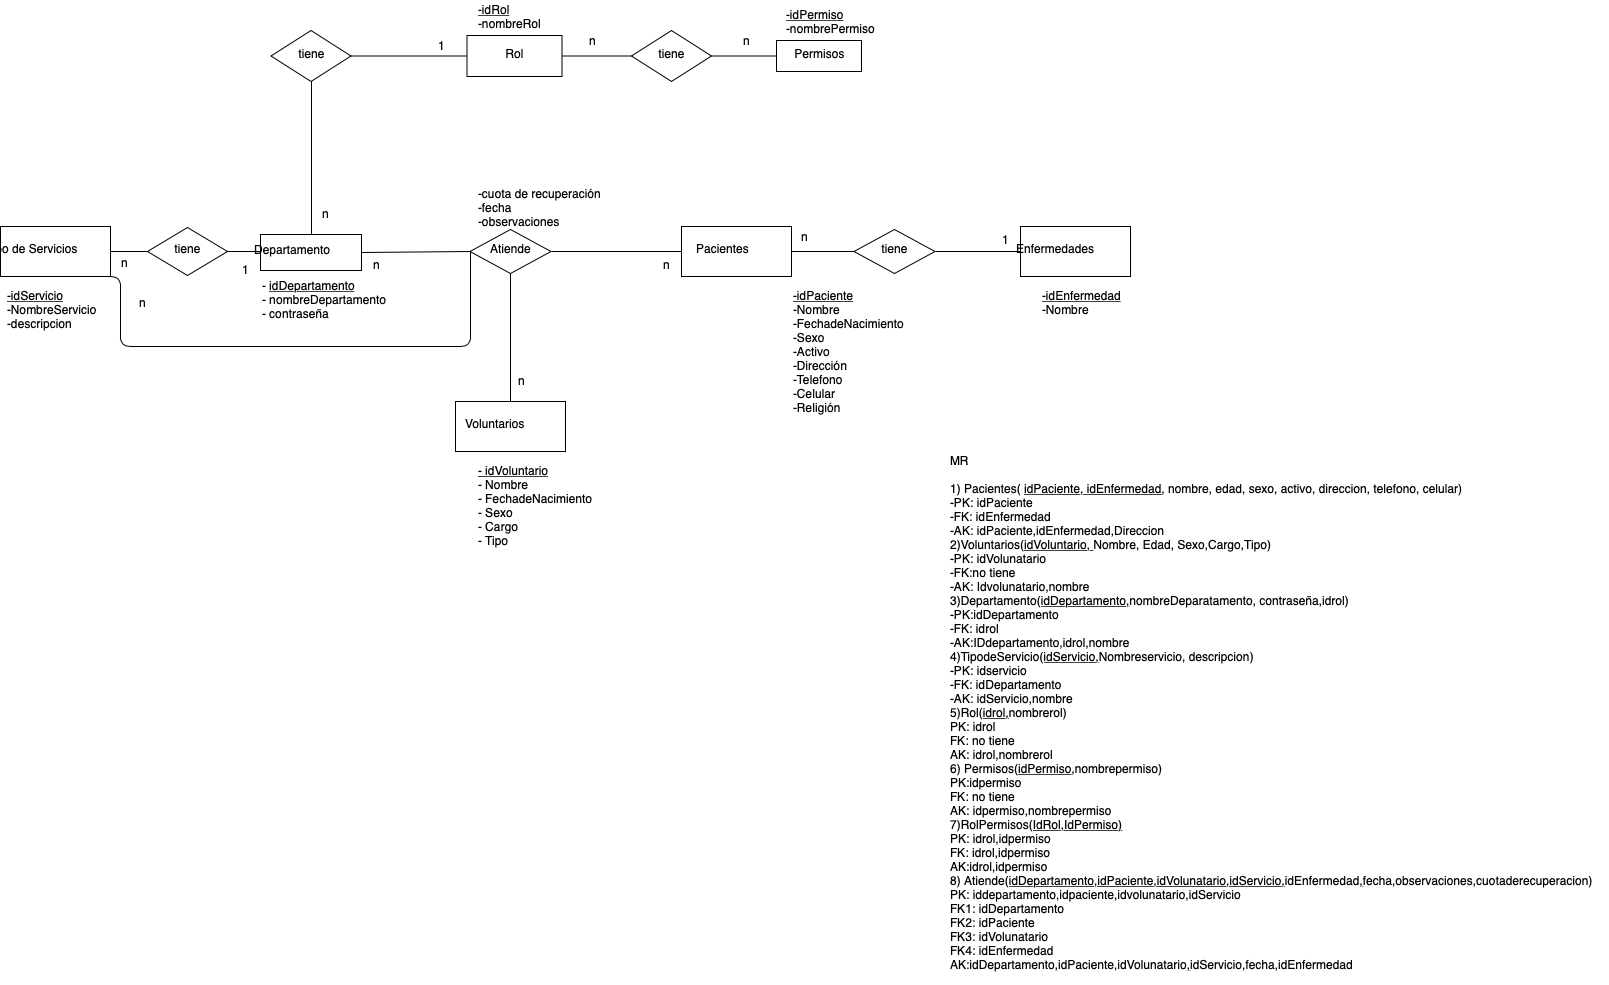 -idRol
-nombreRol
-idPermiso
-nombrePermiso
tiene
1
Rol
n
tiene
n
Permisos
n
-cuota de recuperación
-fecha
-observaciones
o de Servicios
n
tiene
1
Departamento
n
Atiende
n
Pacientes
n
tiene
1
Enfermedades
-idServicio
-NombreServicio
-descripcion
n
- idDepartamento
- nombreDepartamento
- contraseña
-idPaciente
-Nombre
-FechadeNacimiento
-Sexo
-Activo
-Dirección
-Telefono
-Celular
-Religión
-idEnfermedad
-Nombre
n
Voluntarios
- idVoluntario
- Nombre
- FechadeNacimiento
- Sexo
- Cargo
- Tipo
MR
1) Pacientes( idPaciente, idEnfermedad, nombre, edad, sexo, activo, direccion, telefono, celular)
-PK: idPaciente
-FK: idEnfermedad
-AK: idPaciente,idEnfermedad,Direccion
2)Voluntarios(idVoluntario, Nombre, Edad, Sexo,Cargo,Tipo)
-PK: idVolunatario
-FK:no tiene
-AK: Idvolunatario,nombre
3)Departamento(idDepartamento,nombreDeparatamento, contraseña,idrol)
-PK:idDepartamento
-FK: idrol
-AK:IDdepartamento,idrol,nombre
4)TipodeServicio(idServicio,Nombreservicio, descripcion)
-PK: idservicio
-FK: idDepartamento
-AK: idServicio,nombre
5)Rol(idrol,nombrerol)
PK: idrol
FK: no tiene
AK: idrol,nombrerol
6) Permisos(idPermiso,nombrepermiso)
PK:idpermiso
FK: no tiene
AK: idpermiso,nombrepermiso
7)RolPermisos(IdRol,IdPermiso)
PK: idrol,idpermiso
FK: idrol,idpermiso
AK:idrol,idpermiso
8) Atiende(idDepartamento,idPaciente,idVolunatario,idServicio,idEnfermedad,fecha,observaciones,cuotaderecuperacion)
PK: iddepartamento,idpaciente,idvolunatario,idServicio
FK1: idDepartamento
FK2: idPaciente
FK3: idVolunatario
FK4: idEnfermedad
AK:idDepartamento,idPaciente,idVolunatario,idServicio,fecha,idEnfermedad